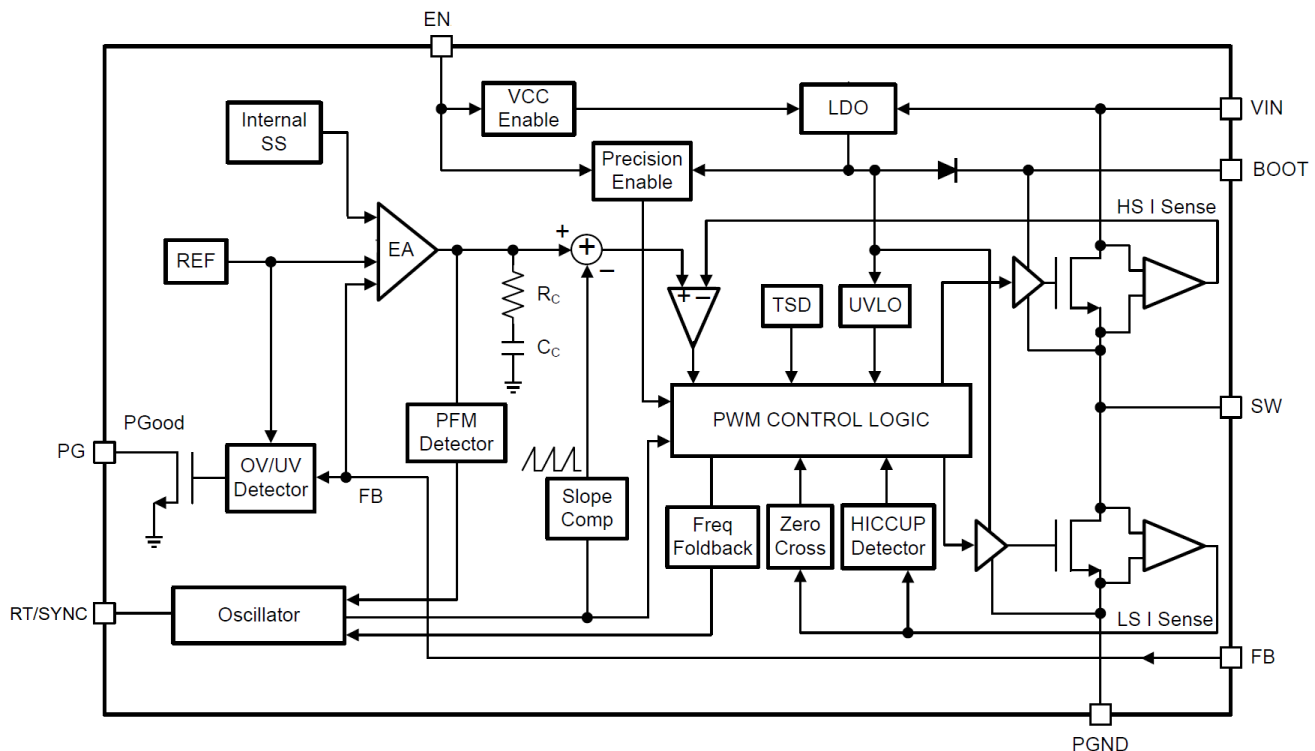 EN
VCC
Enable
LDO
VIN
Internal
SS
Precision
Enable
BOOT
HS I Sense
EA
+
+
−
REF
+ −
TSD
UVLO
RC
CC
PWM CONTROL LOGIC
SW
PGood
PG
OV/UV
Detector
FB
PFM
Detector
Slope
Comp
Freq
Foldback
Zero
Cross
HICCUP
Detector
RT/SYNC
Oscillator
LS I Sense
FB
PGND